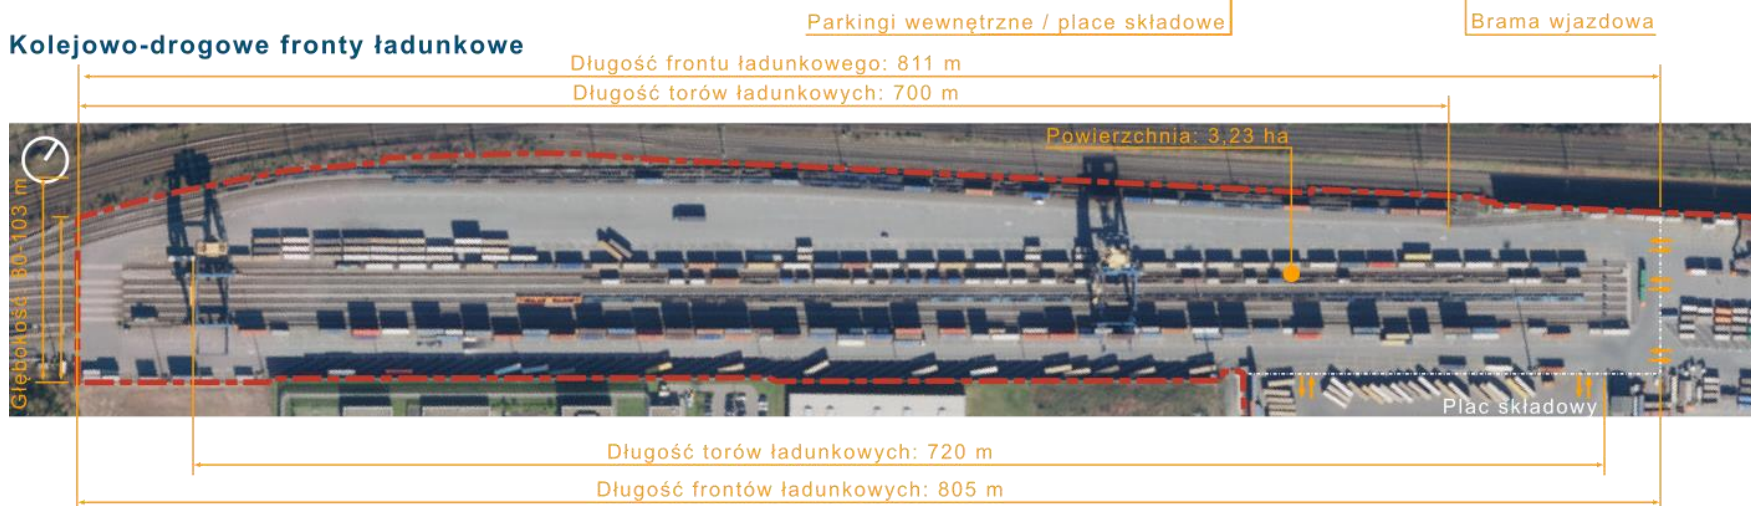 Parkingi wewnętrzne / place składowe
Brama wjazdowa
Kolejowo-drogowe fronty ładunkowe
Długość frontu ładunkowego: 811 m
Długość torów ładunkowych: 700 m
Powierzchnia: 3,23 ha
Głębokość: 80-103 m
Plac składowy
Długość torów ładunkowych: 720 m
Długość frontów ładunkowych: 805 m